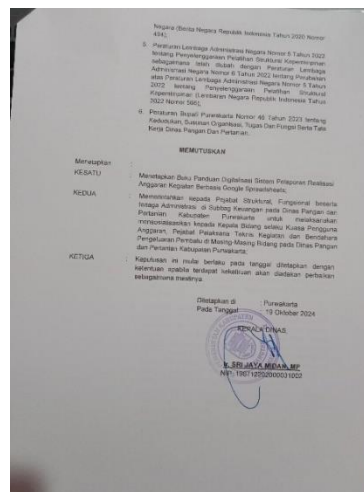 Negara (Berita Negara Republik Indonesia Tahun 2020 Nomor
454);
5. Peraturan Lembaga Administrasi Negara Nomor 6 Tahun 2022
tentang Penyelenggaraan Pelatihan Struktural Kepemimpinan
sebagaimana telah diubah dengan Peraturan Lembaga
Administrasi Negara Nomor 6 Tahun 2022 tentang Perubahan
atas Peraturan Lembaga Administrasi Negara Nomor 5 Tahun
2022 tentang Penyelenggaraan Pelatihan Struktural
Kepemimpinan (Lembaran Negara Republik Indonesia Tahun
2022 Nomor
6. Peraturan Bupati Purwakarta Nomor 46 Tahun 2023 tentang
Kedudukan, Susunan Organisasi, Tugas Dan Fungsi Serta Tata
Kerja Dinas Pangan Dan Pertanian.
MEMUTUSKAN
Menetapkan :
KESATU : Menetapkan Buku Panduan Digitalisasi Sistem Pelaporan Realisasi
Anggaran Kegiatan Berbasis Google Spreadsheets.
KEDUA : Memerintahkan kepada Pejabat Struktural, Fungsional beserta
Tenaga Administrasi di Subbag Keuangan pada Dinas Pangan dan
Pertanian Kabupaten Purwakarta untuk melaksanakan
mensosialisasikan kepada Kepala Bidang selaku Kuasa Pengguna
Anggaran, Pejabat Pelaksana Teknis Kegiatan dan Bendahara
Pengeluaran Pembantu di Masing-Masing Bidang pada Dinas Pangan
dan Pertanian Kabupaten Purwakarta;
KETIGA : Keputusan ini mulai berlaku pada tanggal ditetapkan dengan
ketentuan apabila terdapat kekeliruan akan diadakan perbaikan
sebagaimana mestinya.
Ditetapkan di : Purwakarta
Pada Tanggal : 19 Oktober 2024
KEPALA DINAS,
Ir. SRI JAYA MIDAN, MP
NIP.